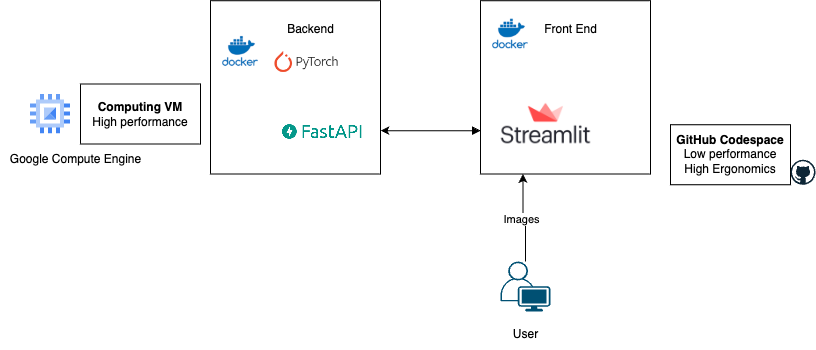 Backend
docker
PyTorch
FastAPI
Computing VM
High performance
Google Compute Engine
Front End
docker
Streamlit
GitHub Codespace
Low performance
High Ergonomics
Images
User